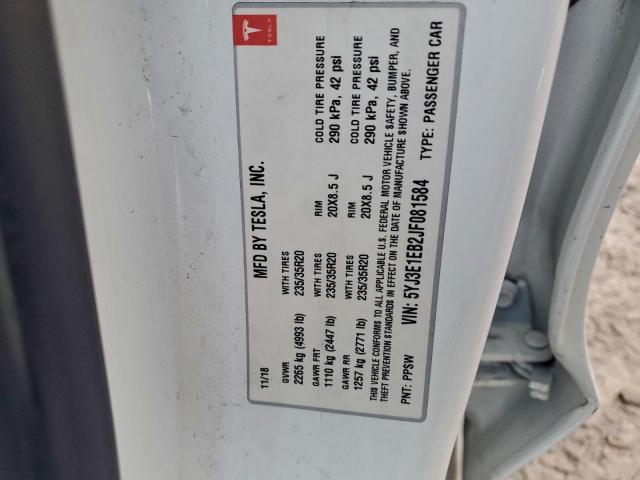 TESLA
MFD BY TESLA, INC.
11/18
GVWR WITH TIRES RIM COLD TIRE PRESSURE
2265 kg (4993 lb) 235/35R20 20X8.5 J 290 kPa, 42 psi
GAWR FRT WITH TIRES
1110 kg (2447 lb) 235/35R20
GAWR RR WITH TIRES RIM COLD TIRE PRESSURE
1257 kg (2771 lb) 235/35R20 20X8.5 J 290 kPa, 42 psi
THIS VEHICLE CONFORMS TO ALL APPLICABLE U.S. FEDERAL MOTOR VEHICLE SAFETY, BUMPER, AND
THEFT PREVENTION STANDARDS IN EFFECT ON THE DATE OF MANUFACTURE SHOWN ABOVE.
PNT: PPSW VIN: 5YJ3E1EB2JF081584 TYPE: PASSENGER CAR